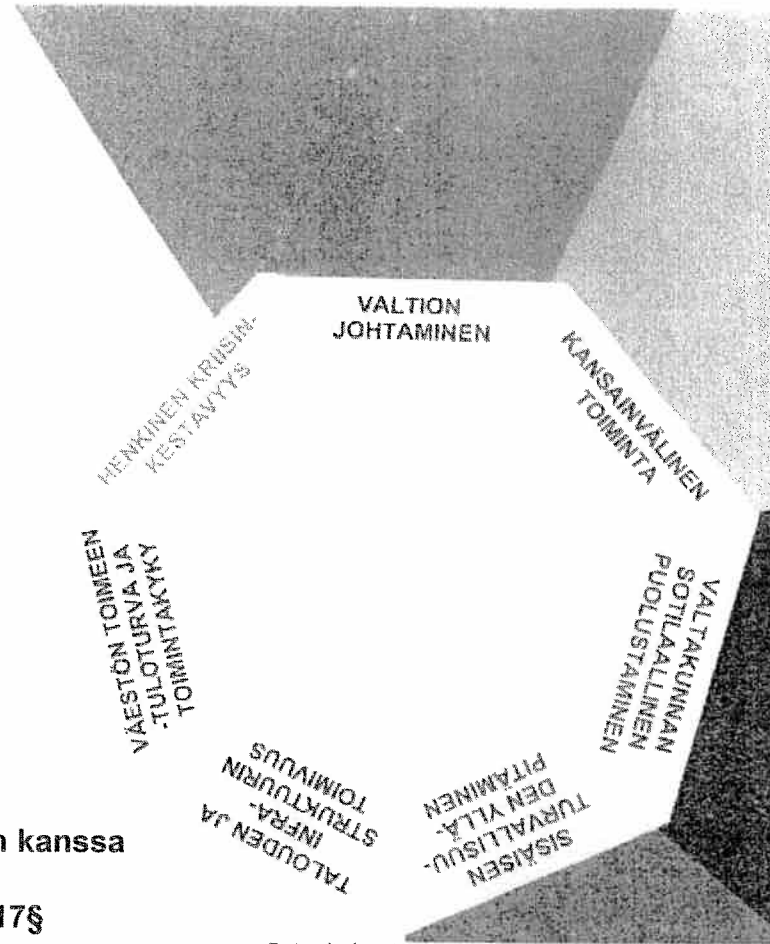 VALTION
JOHTAMINEN
KANSAINVÄLINEN
TOIMINTA
VALTAKUNNAN
SOTILAALLINEN
PUOLUSTAMINEN
SISÄISEN
TURVALLISUU-
DEN YLLÄ-
PITÄMINEN
TALOUDEN JA
INFRA-
STRUKTUURIN
TOIMIVUUS
VÄESTÖN TOIMEEN
-TULOTURVA JA
TOIMINTAKYKY
HENKINEN KRIISIN-
KESTÄVYYS
kanssa
17§